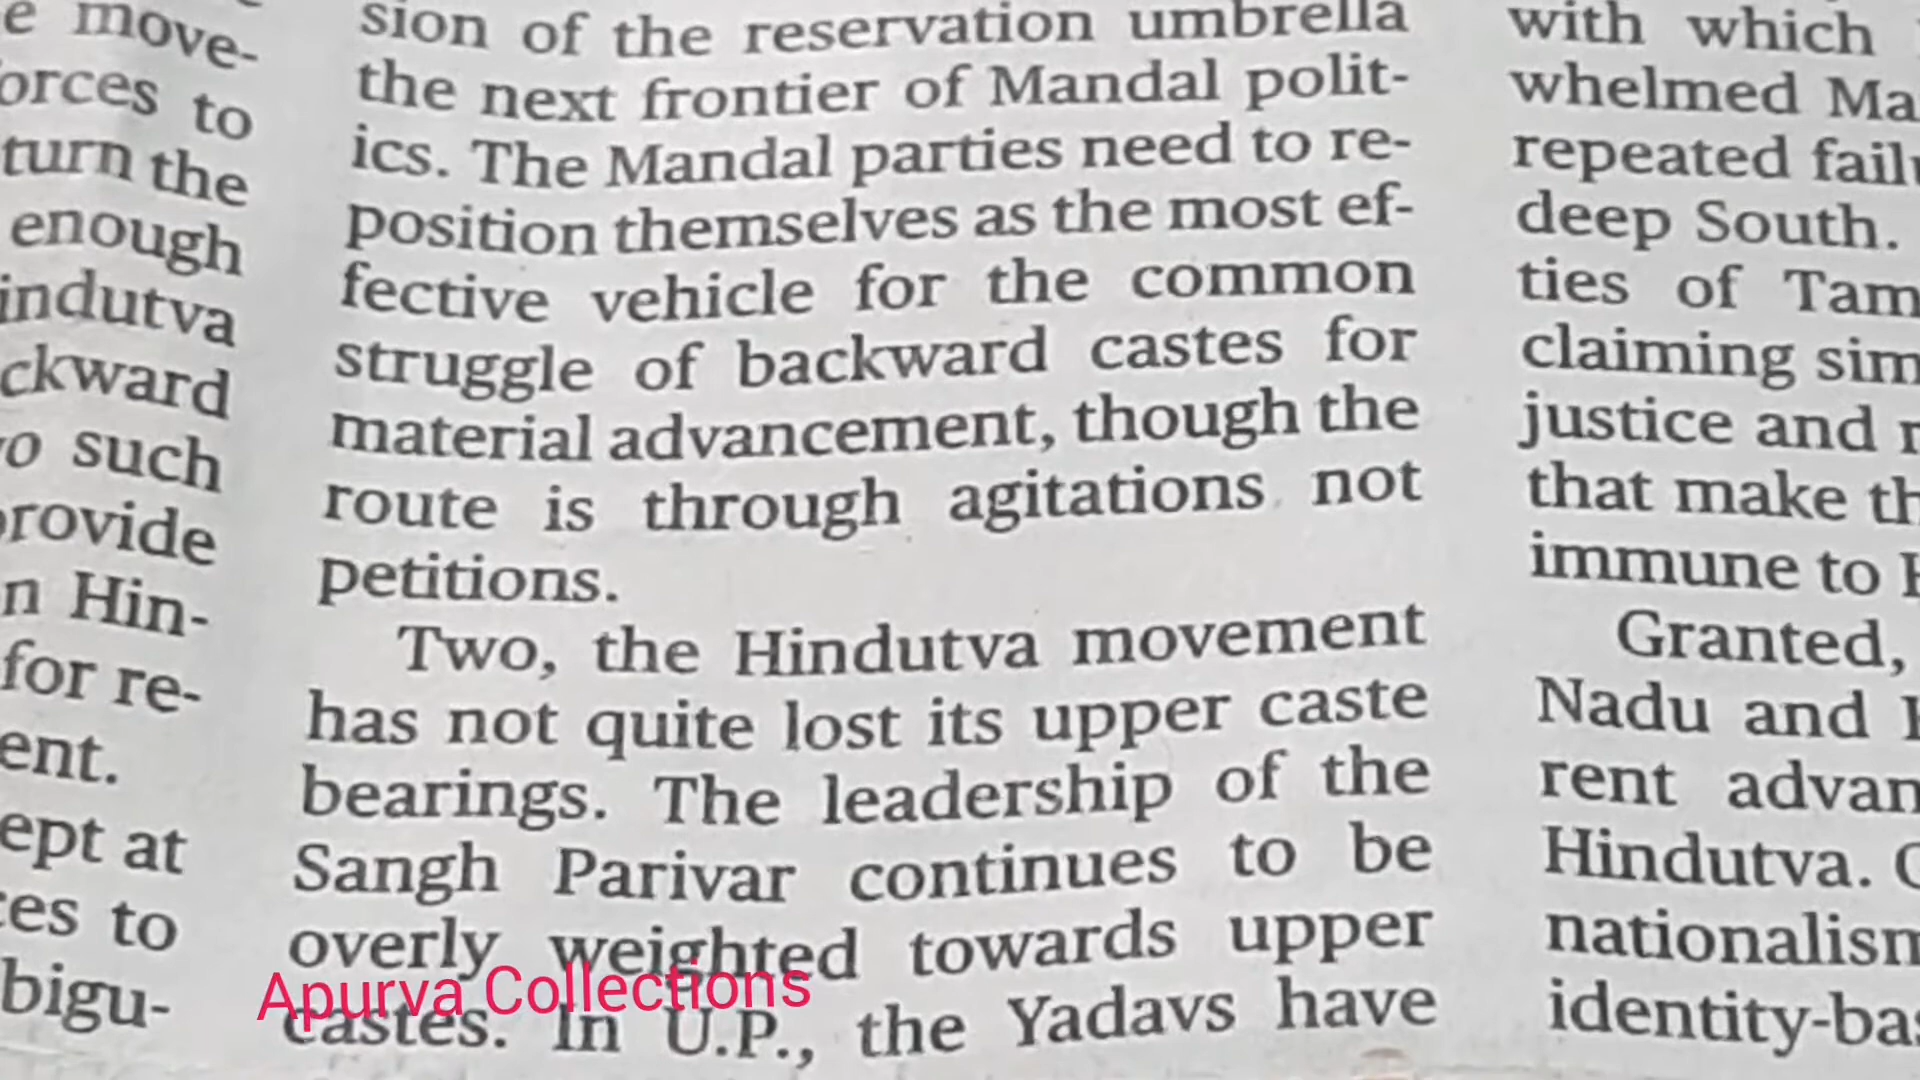 e move-
orces to
turn the
enough
indutva
ckward
such
rovide
n Hin-
for re-
ent.
ept at
es to
bigu-
sion of the reservation umbrella
the next frontier of Mandal polit-
ics. The Mandal parties need to re-
position themselves as the most ef-
fective vehicle for the common
struggle of backward castes for
material advancement, though the
route is through agitations not
petitions.
Two, the Hindutva movement
has not quite lost its upper caste
bearings. The leadership of the
Sangh Parivar continues to be
overly weighted towards upper
castes. In U.P., the Yadavs have
with which
whelmed Ma
repeated failu
deep South.
ties of Tam
claiming sim
justice and
that make th
immune to
Granted,
Nadu and
rent advan
Hindutva.
nationalism
identity-bas
Apurva Collections